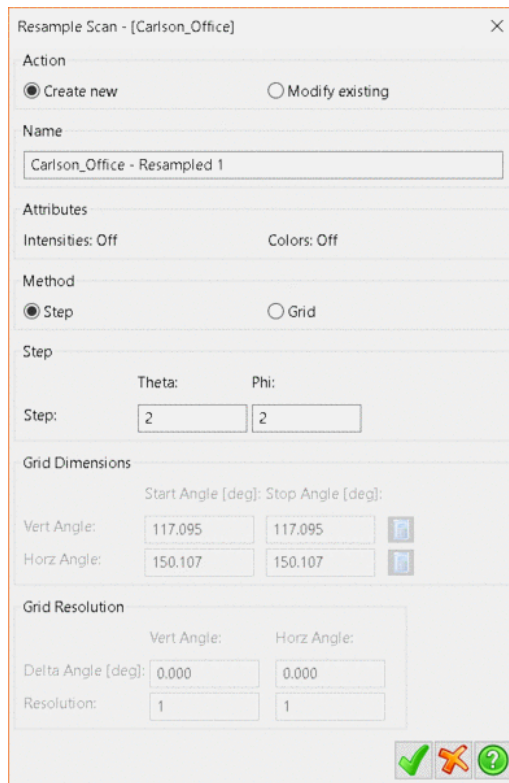 Resample Scan - [Carlson_Office]
Action
Create new Modify existing
Name
Carlson_Office - Resampled 1
Attributes
Intensities: Off Colors: Off
Method
Step Grid
Step
Theta: Phi:
Step: 2 2
Grid Dimensions
Start Angle [deg]: Stop Angle [deg]:
Vert Angle: 117.095 117.095
Horz Angle: 150.107 150.107
Grid Resolution
Vert Angle: Horz Angle:
Delta Angle [deg]: 0.000 0.000
Resolution: 1 1